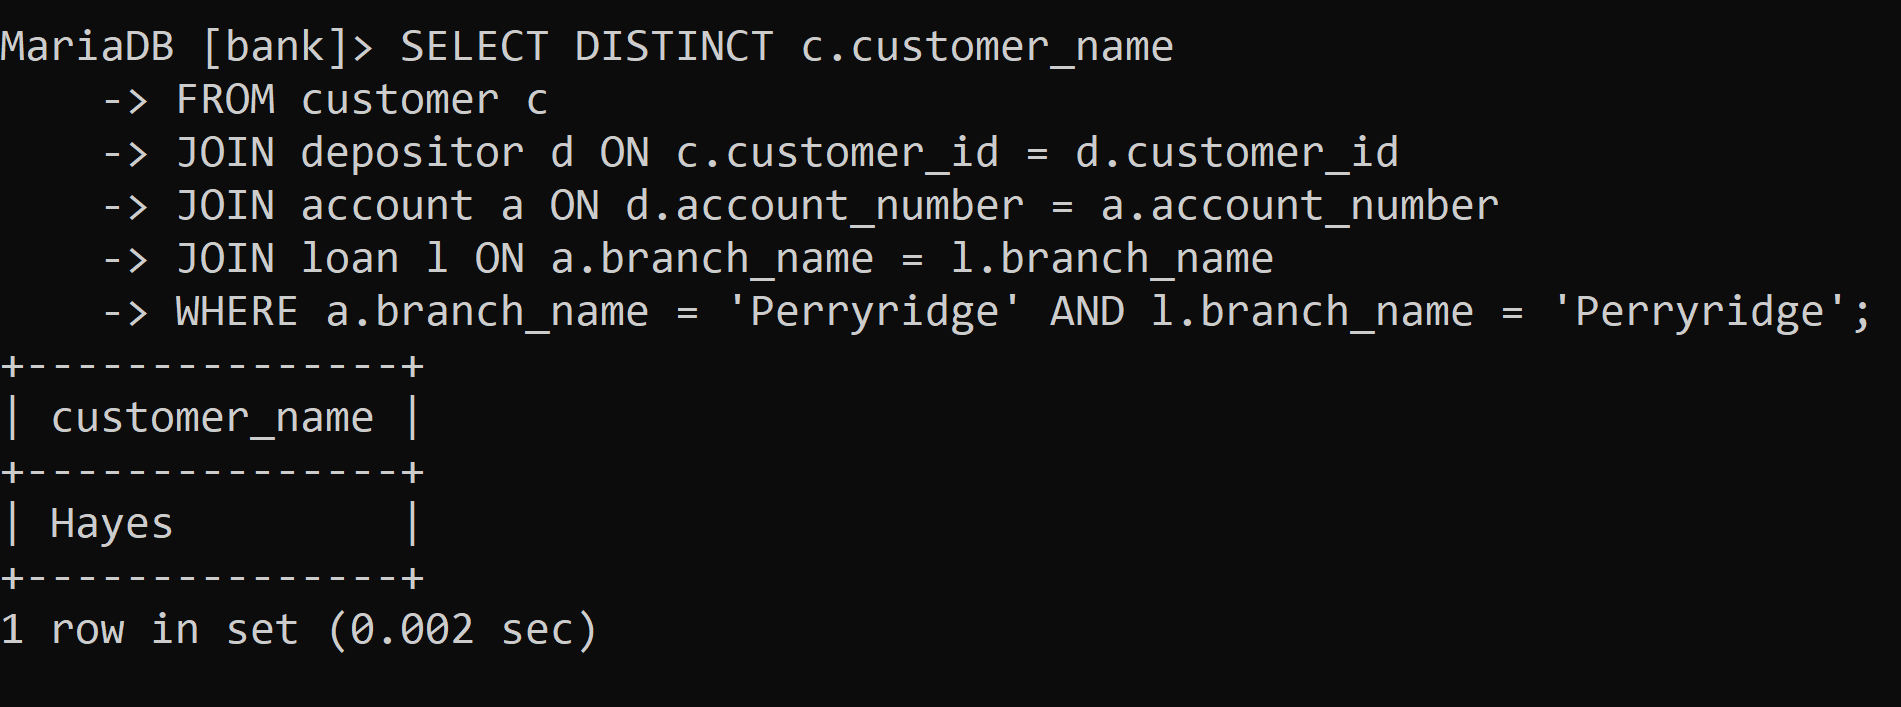 MariaDB [bank]> SELECT DISTINCT c.customer_name
    -> FROM customer c
    -> JOIN depositor d ON c.customer_id = d.customer_id
    -> JOIN account a ON d.account_number = a.account_number
    -> JOIN loan l ON a.branch_name = l.branch_name
    -> WHERE a.branch_name = 'Perryridge' AND l.branch_name = 'Perryridge';
+---------------+
| customer_name |
+---------------+
| Hayes         |
+---------------+
1 row in set (0.002 sec)